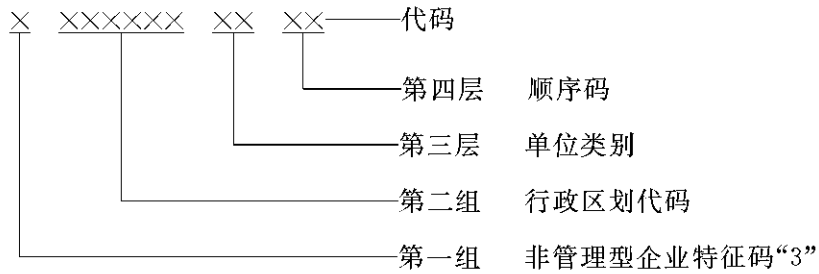 × ×××××× ×× ××——代码
第四层 顺序码
第三层 单位类别
第二组 行政区划代码
第一组 非管理型企业特征码“3”